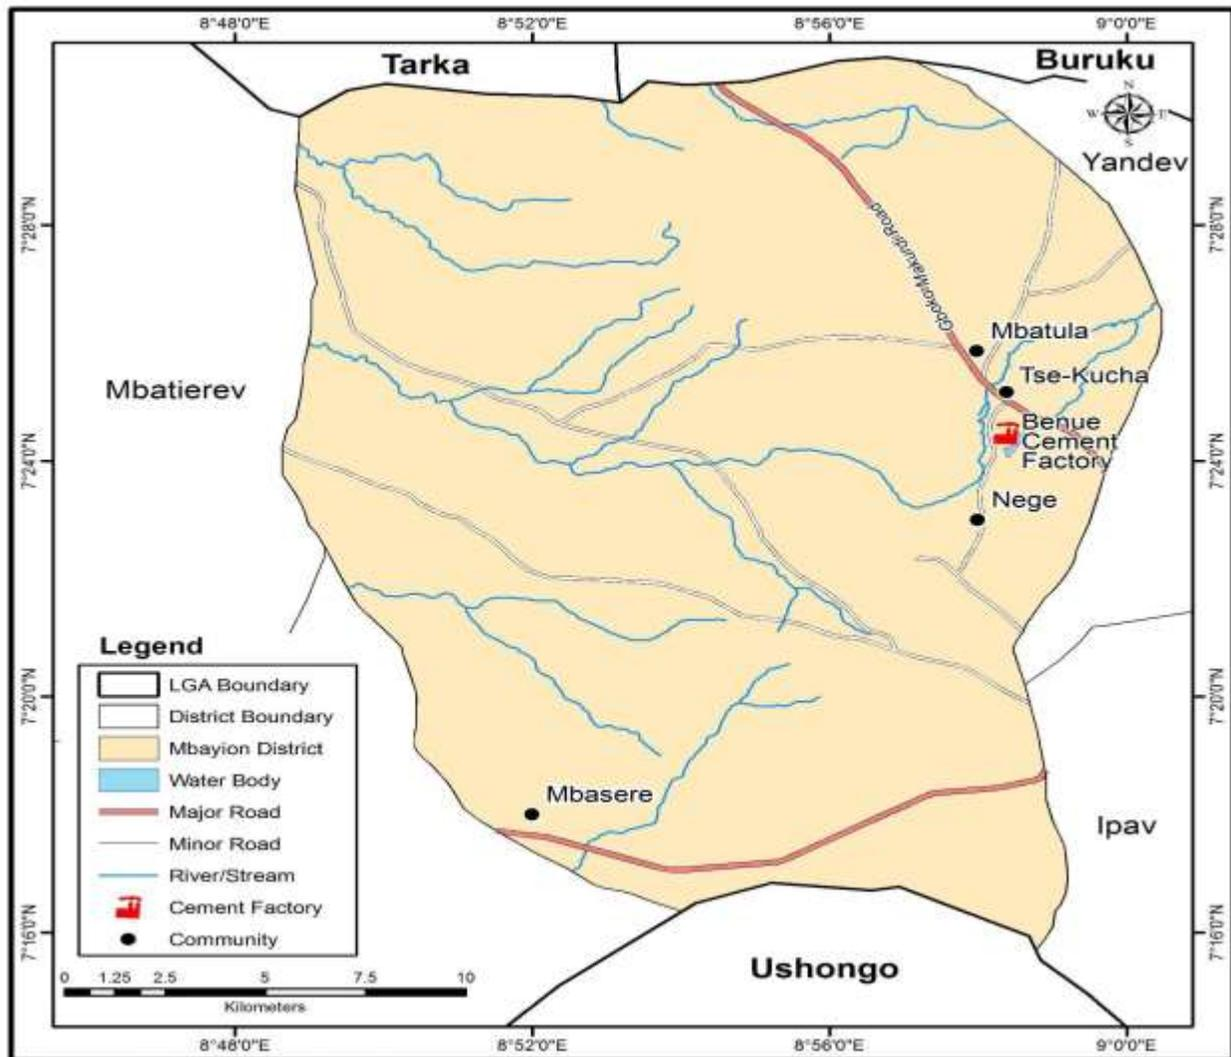 8°48'0"E 8°52'0"E 8°56'0"E 9°0'0"E
Tarka
Buruku
N
W E
S
Yandev
7°28'0"N 7°28'0"N
Gboko/Makurdi Road
Mbatula
Mbatierev
Tse-Kucha
Benue
Cement
Factory
7°24'0"N 7°24'0"N
Nege
Legend
LGA Boundary
District Boundary
Mbayion District
Water Body
Major Road
Minor Road
River/Stream
Cement Factory
Community
7°20'0"N 7°20'0"N
Mbasere
Ipav
7°16'0"N 7°16'0"N
Ushongo
0 1.25 2.5 5 7.5 10
Kilometers
8°48'0"E 8°52'0"E 8°56'0"E 9°0'0"E